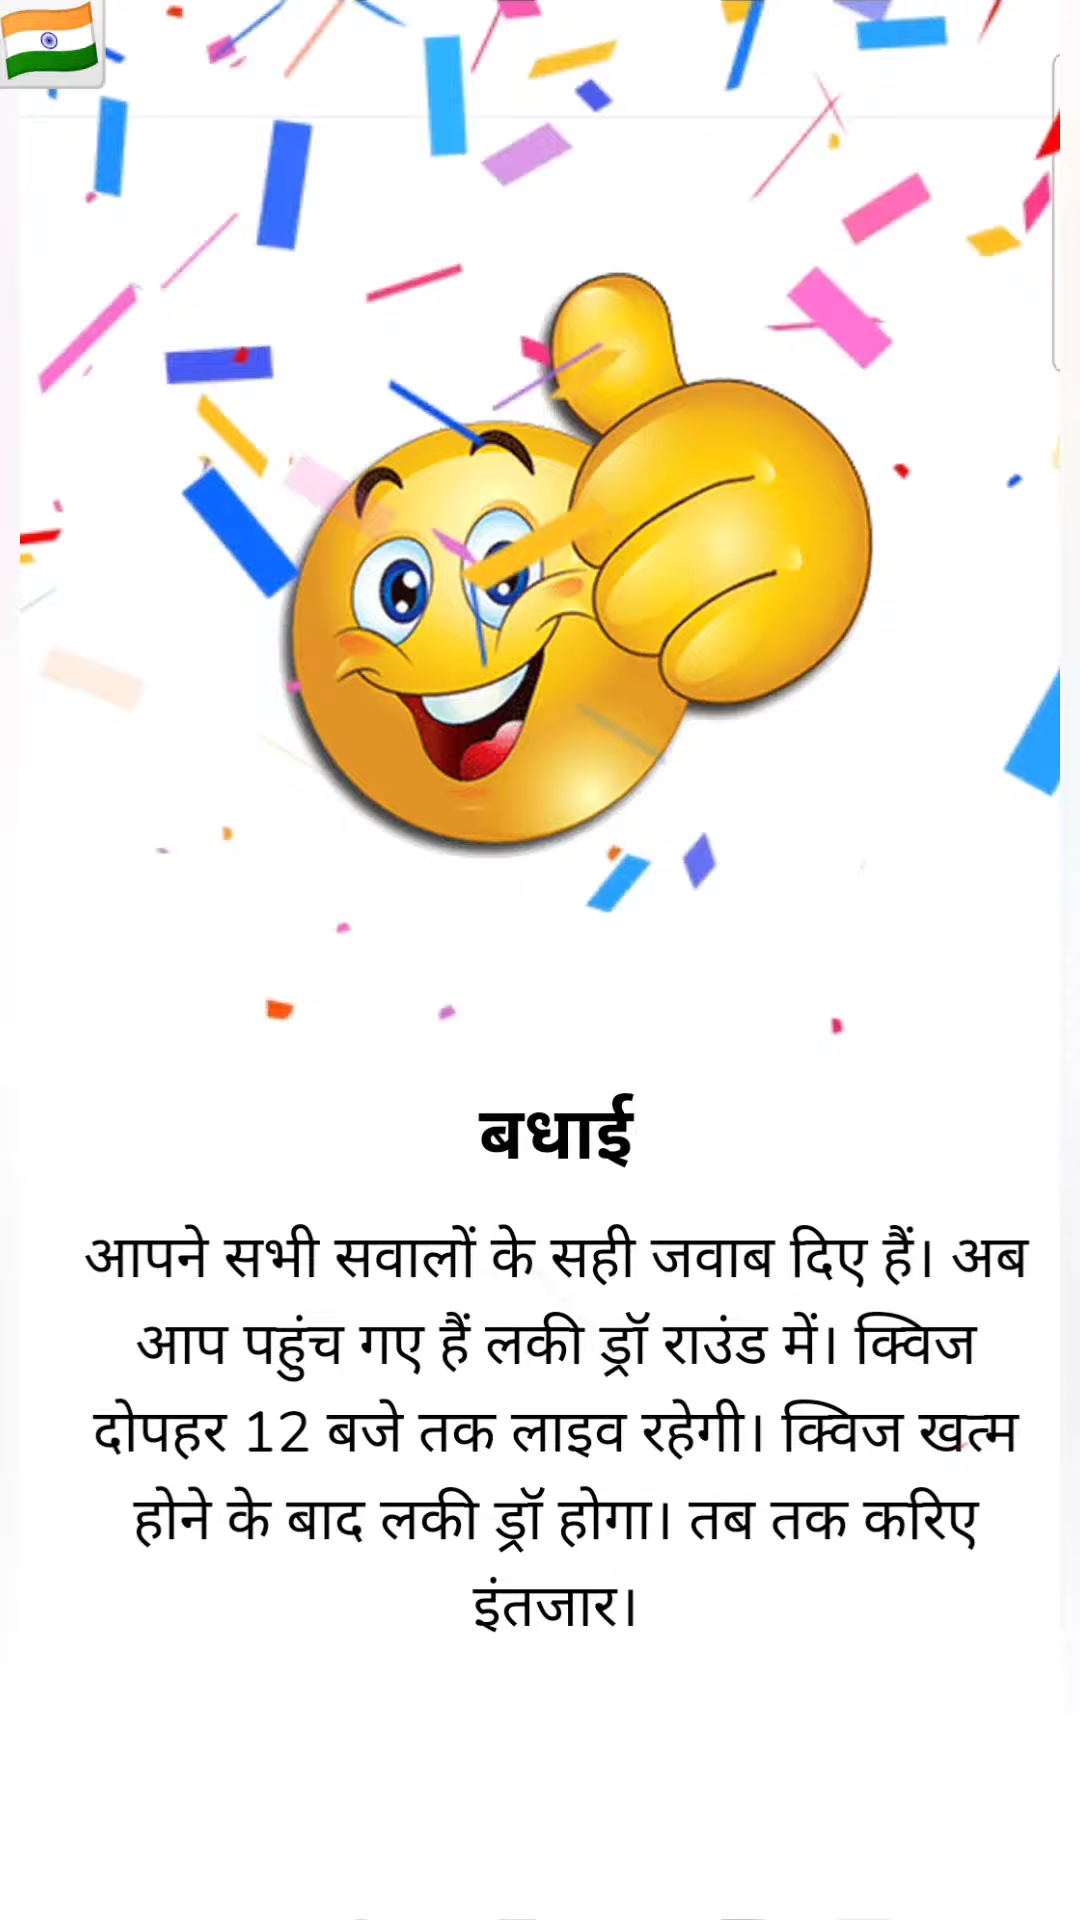 बधाई
आपने सभी सवालों के सही जवाब दिए हैं। अब
आप पहुंच गए हैं लकी ड्रॉ राउंड में। क्विज
दोपहर 12 बजे तक लाइव रहेगी। क्विज खत्म
होने के बाद लकी ड्रॉ होगा। तब तक करिए
इंतजार।